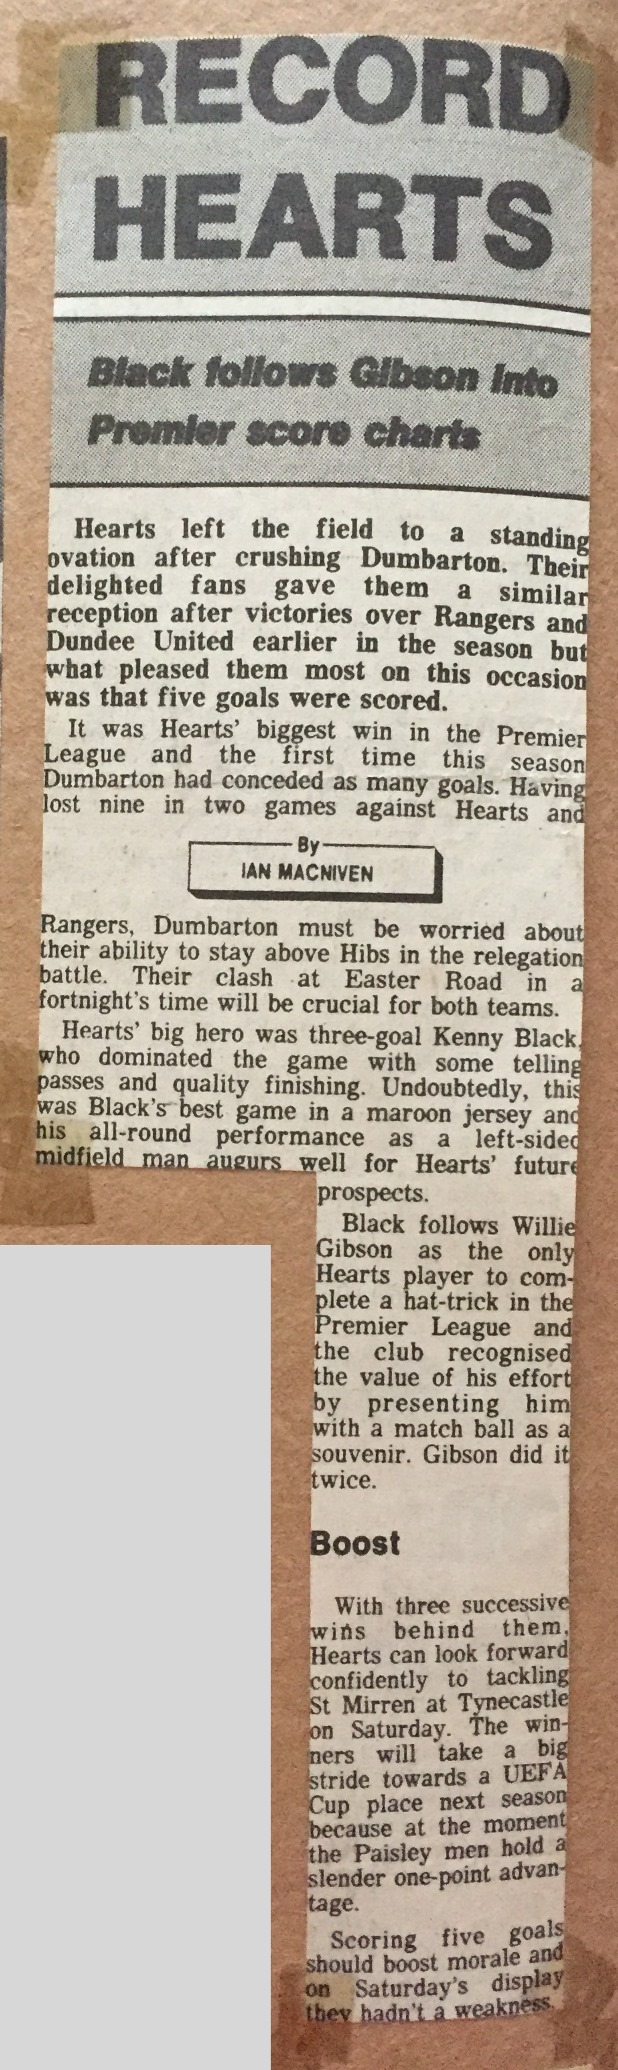 RECORD
HEARTS
Black follows Gibson into
Premier score charts
Hearts left the field to a standing
ovation after crushing Dumbarton. Their
delighted fans gave them a similar
reception after victories over Rangers and
Dundee United earlier in the season but
what pleased them most on this occasion
was that five goals were scored.
It was Hearts' biggest win in the Premier
League and the first time this season
Dumbarton had conceded as many goals. Having
lost nine in two games against Hearts and
By
IAN MACNIVEN
Rangers, Dumbarton must be worried about
their ability to stay above Hibs in the relegation
battle. Their clash at Easter Road in a
fortnight's time will be crucial for both teams.
Hearts' big hero was three-goal Kenny Black,
who dominated the game with some telling
passes and quality finishing. Undoubtedly, this
was Black's best game in a maroon jersey and
his all-round performance as a left-sided
midfield man augurs well for Hearts' future
prospects.
Black follows Willie
Gibson as the only
Hearts player to com-
plete a hat-trick in the
Premier League and
the club recognised
the value of his effort
by presenting him
with a match ball as a
souvenir. Gibson did it
twice.
Boost
With three successive
wins behind them,
Hearts can look forward
confidently to tackling
St Mirren at Tynecastle
on Saturday. The win-
ners will take a big
stride towards a UEFA
Cup place next season
because at the moment
the Paisley men hold a
slender one-point advan-
tage.
Scoring five goals
should boost morale and
on Saturday's display
they hadn't a weakness.